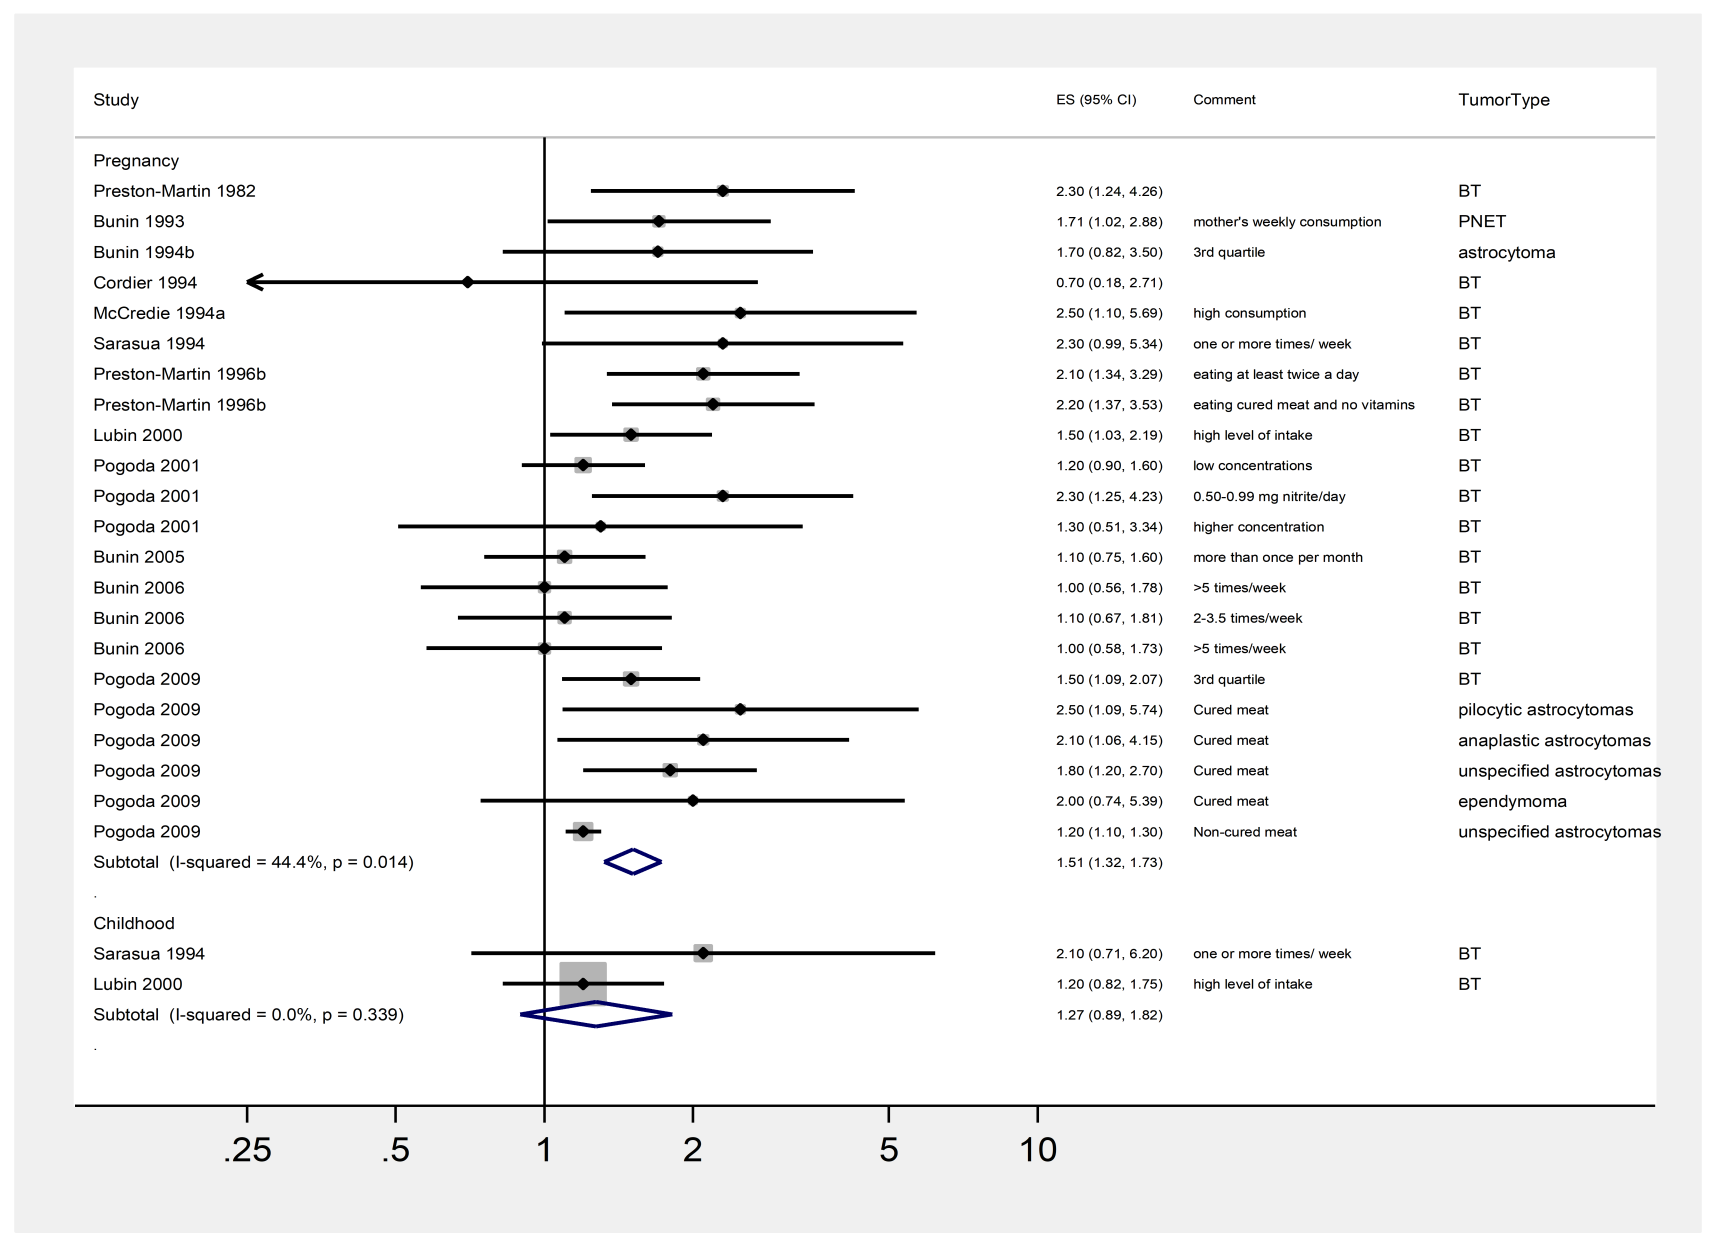 Study ES (95% CI) Comment TumorType
Pregnancy
Preston-Martin 1982 2.30 (1.24, 4.26) BT
Bunin 1993 1.71 (1.02, 2.88) mother's weekly consumption PNET
Bunin 1994b 1.70 (0.82, 3.50) 3rd quartile astrocytoma
Cordier 1994 0.70 (0.18, 2.71) BT
McCredie 1994a 2.50 (1.10, 5.69) high consumption BT
Sarasua 1994 2.30 (0.99, 5.34) one or more times/ week BT
Preston-Martin 1996b 2.10 (1.34, 3.29) eating at least twice a day BT
Preston-Martin 1996b 2.20 (1.37, 3.53) eating cured meat and no vitamins BT
Lubin 2000 1.50 (1.03, 2.19) high level of intake BT
Pogoda 2001 1.20 (0.90, 1.60) low concentrations BT
Pogoda 2001 2.30 (1.25, 4.23) 0.50-0.99 mg nitrite/day BT
Pogoda 2001 1.30 (0.51, 3.34) higher concentration BT
Bunin 2005 1.10 (0.75, 1.60) more than once per month BT
Bunin 2006 1.00 (0.56, 1.78) >5 times/week BT
Bunin 2006 1.10 (0.67, 1.81) 2-3.5 times/week BT
Bunin 2006 1.00 (0.58, 1.73) >5 times/week BT
Pogoda 2009 1.50 (1.09, 2.07) 3rd quartile BT
Pogoda 2009 2.50 (1.09, 5.74) Cured meat pilocytic astrocytomas
Pogoda 2009 2.10 (1.06, 4.15) Cured meat anaplastic astrocytomas
Pogoda 2009 1.80 (1.20, 2.70) Cured meat unspecified astrocytomas
Pogoda 2009 2.00 (0.74, 5.39) Cured meat ependymoma
Pogoda 2009 1.20 (1.10, 1.30) Non-cured meat unspecified astrocytomas
Subtotal (I-squared = 44.4%, p = 0.014) 1.51 (1.32, 1.73)
.
Childhood
Sarasua 1994 2.10 (0.71, 6.20) one or more times/ week BT
Lubin 2000 1.20 (0.82, 1.75) high level of intake BT
Subtotal (I-squared = 0.0%, p = 0.339) 1.27 (0.89, 1.82)
.
.25 .5 1 2 5 10